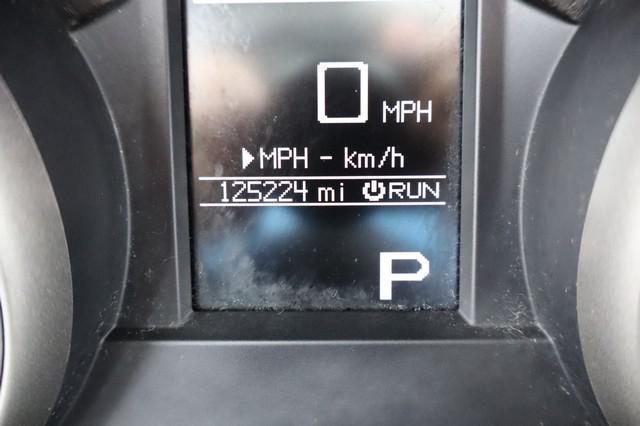 0 MPH
MPH - km/h
125224 mi RUN
P